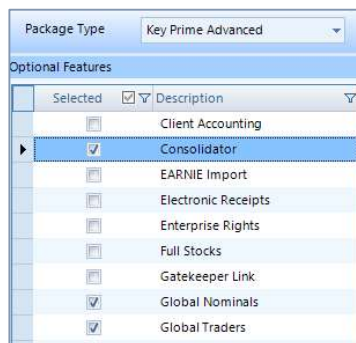 Package Type Key Prime Advanced
Optional Features
Selected Description
Client Accounting
Consolidator
EARNIE Import
Electronic Receipts
Enterprise Rights
Full Stocks
Gatekeeper Link
Global Nominals
Global Traders